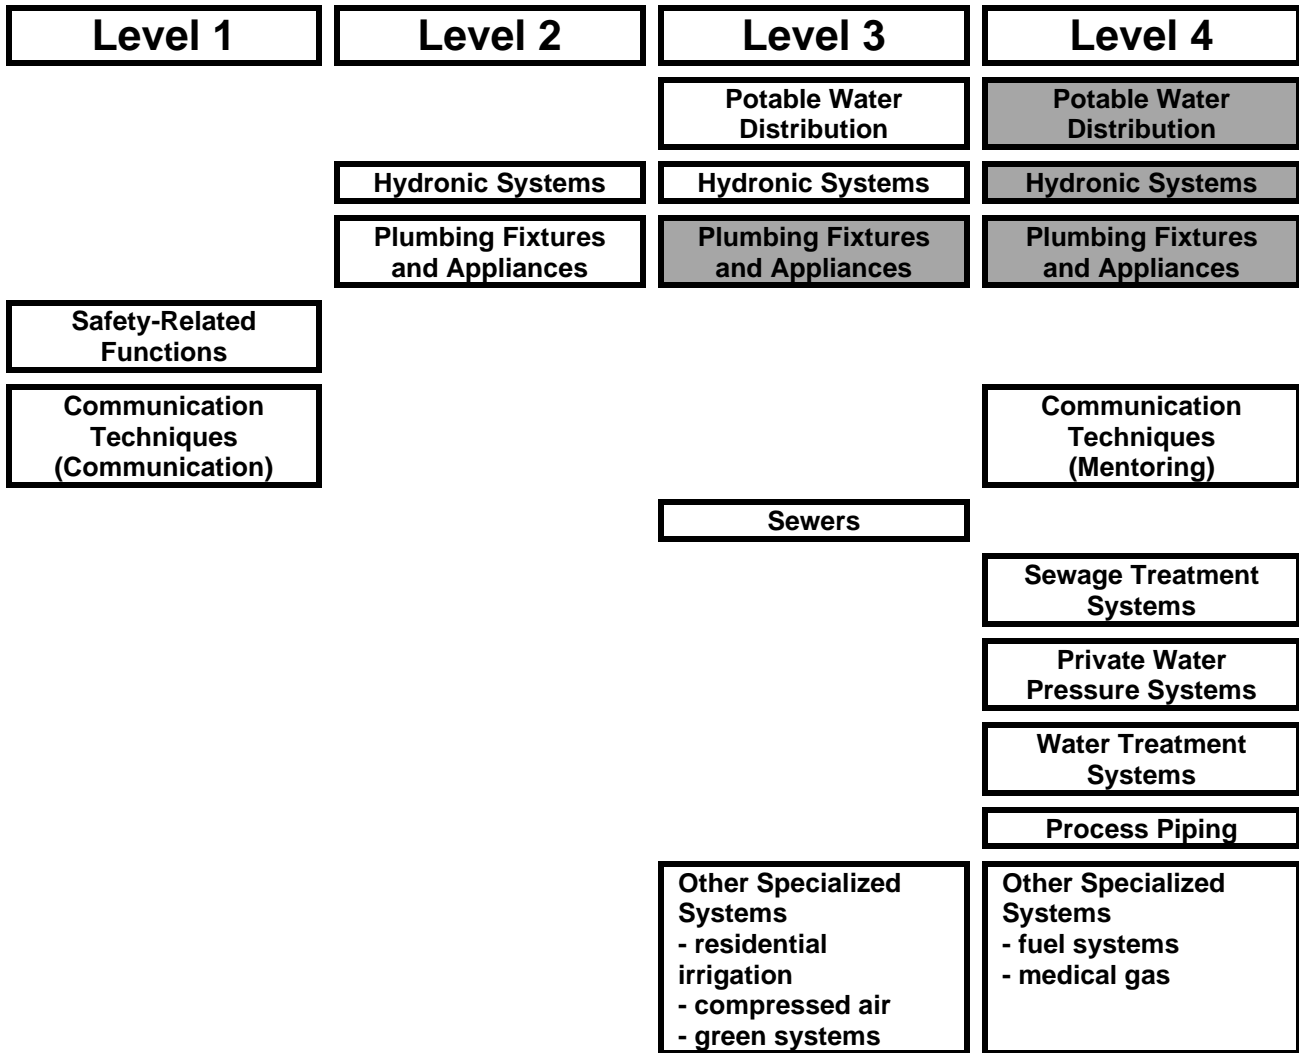 Level 1
Level 2
Level 3
Level 4
Potable Water
Distribution
Potable Water
Distribution
Hydronic Systems
Hydronic Systems
Hydronic Systems
Plumbing Fixtures
and Appliances
Plumbing Fixtures
and Appliances
Plumbing Fixtures
and Appliances
Safety-Related
Functions
Communication
Techniques
(Communication)
Communication
Techniques
(Mentoring)
Sewers
Sewage Treatment
Systems
Private Water
Pressure Systems
Water Treatment
Systems
Process Piping
Other Specialized
Systems
- residential
irrigation
- compressed air
- green systems
Other Specialized
Systems
- fuel systems
- medical gas